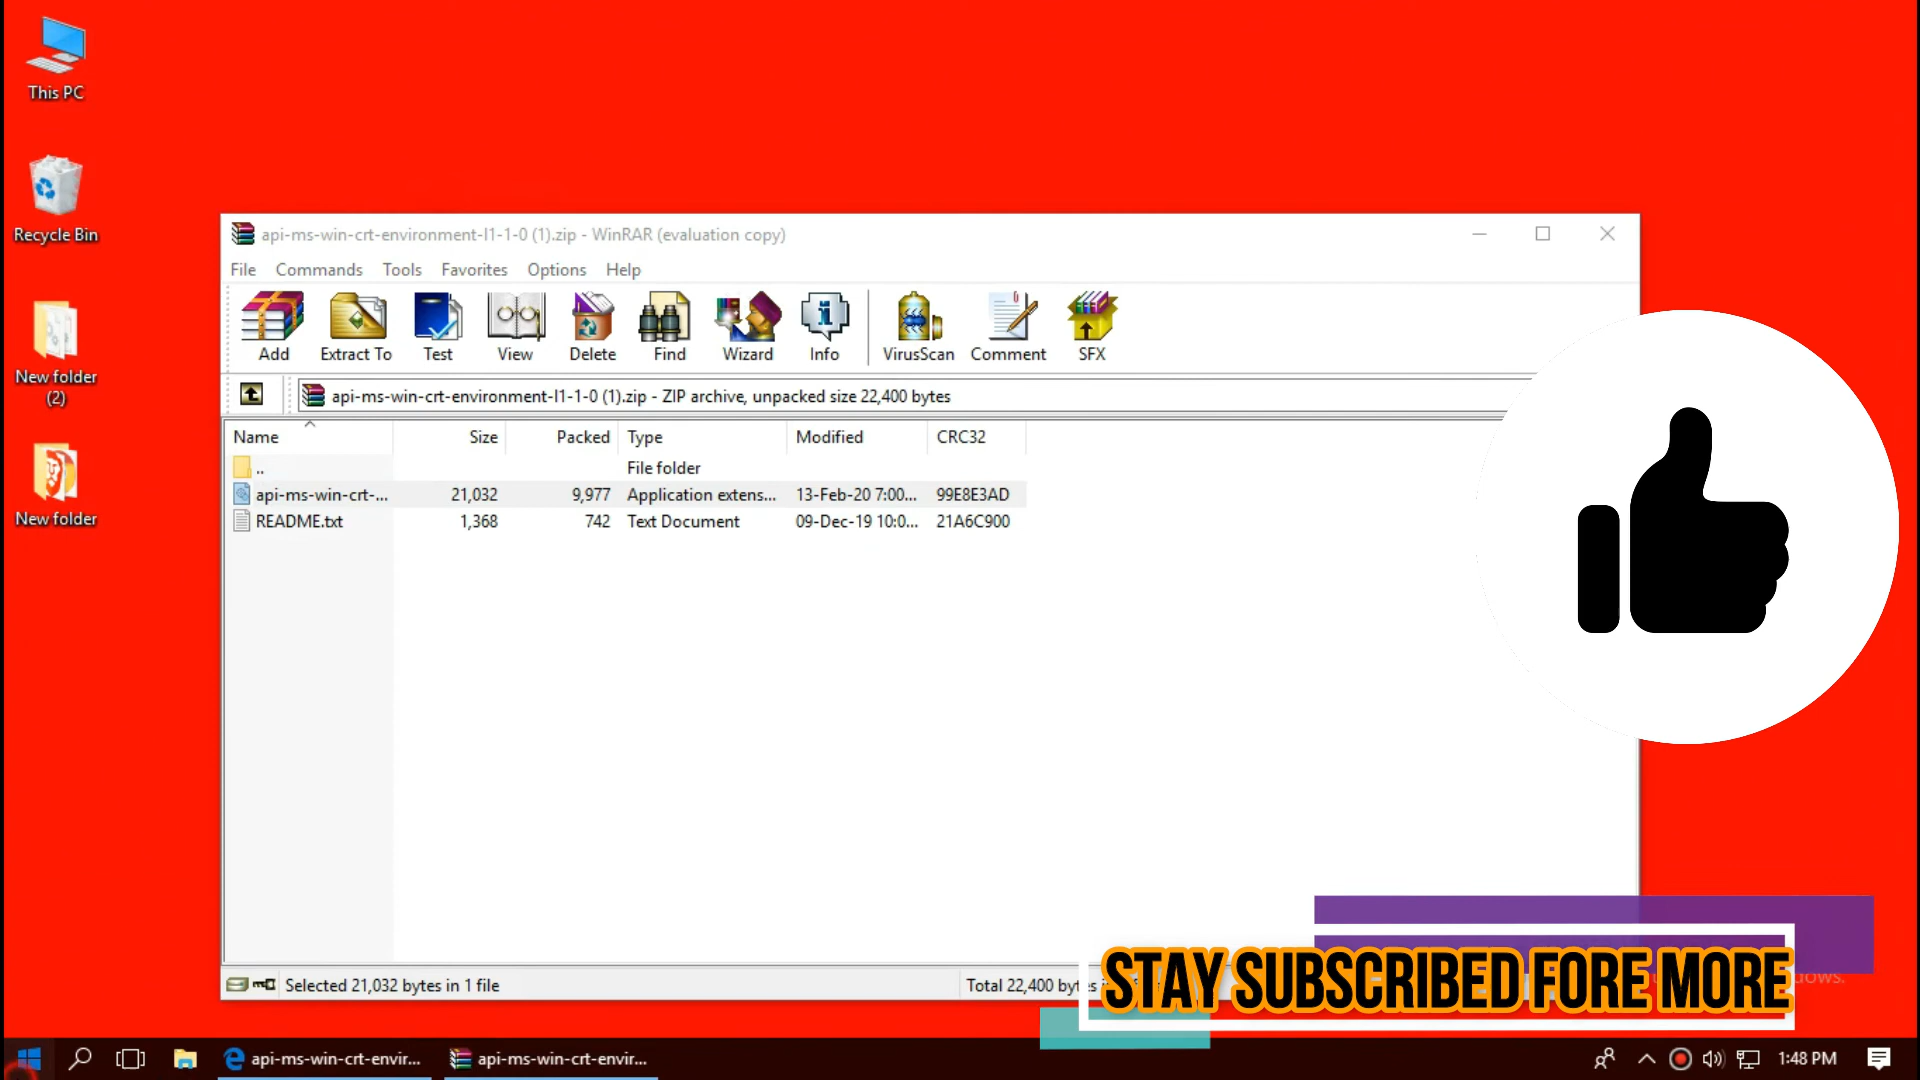 This PC
Recycle Bin
New folder
(2)
New folder
api-ms-win-crt-environment-l1-1-0 (1).zip - WinRAR (evaluation copy)
File Commands Tools Favorites Options Help
Add Extract To Test View Delete Find Wizard Info VirusScan Comment SFX
api-ms-win-crt-environment-l1-1-0 (1).zip - ZIP archive, unpacked size 22,400 bytes
Name Size Packed Type Modified CRC32
.. File folder
api-ms-win-crt-... 21,032 9,977 Application extens... 13-Feb-20 7:00... 99E8E3AD
README.txt 1,368 742 Text Document 09-Dec-19 10:0... 21A6C900
Selected 21,032 bytes in 1 file
Total 22,400 bytes
STAY SUBSCRIBED FORE MORE
api-ms-win-crt-envir... api-ms-win-crt-envir... 1:48 PM